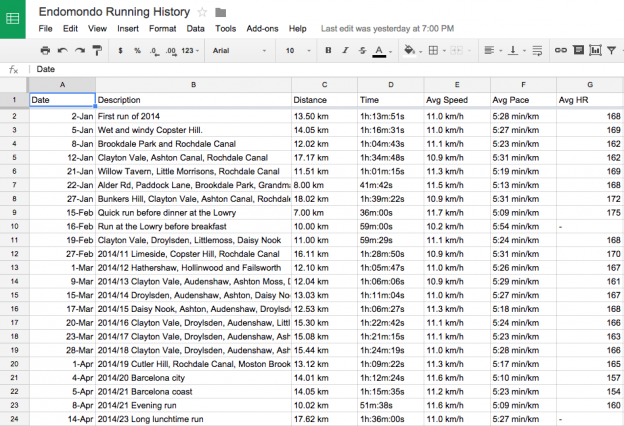 Endomondo Running History
File Edit View Insert Format Data Tools Add-ons Help Last edit was yesterday at 7:00 PM
$ % .0 .00 123 Arial 10 B I S A
fx Date
A B C D E F G
1 Date Description Distance Time Avg Speed Avg Pace Avg HR
2 2-Jan First run of 2014 13.50 km 1h:13m:51s 11.0 km/h 5:28 min/km 168
3 5-Jan Wet and windy Copster Hill. 14.05 km 1h:16m:31s 11.0 km/h 5:27 min/km 169
4 8-Jan Brookdale Park and Rochdale Canal 12.02 km 1h:04m:43s 11.1 km/h 5:23 min/km 162
5 12-Jan Clayton Vale, Ashton Canal, Rochdale Canal 17.17 km 1h:34m:48s 10.9 km/h 5:31 min/km 162
6 21-Jan Willow Tavern, Little Morrisons, Rochdale Canal 11.51 km 1h:01m:15s 11.3 km/h 5:19 min/km 169
7 22-Jan Alder Rd, Paddock Lane, Brookdale Park, Grandma 8.00 km 41m:42s 11.5 km/h 5:13 min/km 168
8 27-Jan Bunkers Hill, Clayton Vale, Ashton Canal, Rochdale 18.02 km 1h:39m:22s 10.9 km/h 5:31 min/km 172
9 15-Feb Quick run before dinner at the Lowry 7.00 km 36m:00s 11.7 km/h 5:09 min/km 175
10 16-Feb Run at the Lowry before breakfast 10.00 km 59m:00s 10.2 km/h 5:54 min/km -
11 19-Feb Clayton Vale, Droylsden, Littlemoss, Daisy Nook 11.00 km 59m:29s 11.1 km/h 5:24 min/km 168
12 27-Feb 2014/11 Limeside, Copster Hill, Rochdale Canal 16.11 km 1h:28m:50s 10.9 km/h 5:31 min/km 170
13 1-Mar 2014/12 Hathershaw, Hollinwood and Failsworth 12.10 km 1h:05m:47s 11.0 km/h 5:26 min/km 167
14 9-Mar 2014/13 Clayton Vale, Audenshaw, Ashton Moss, D 12.04 km 1h:06m:06s 10.9 km/h 5:29 min/km 161
15 15-Mar 2014/14 Droylsden, Audenshaw, Ashton, Daisy No 13.03 km 1h:11m:04s 11.0 km/h 5:27 min/km 167
16 17-Mar 2014/15 Daisy Nook, Ashton, Audenshaw, Droylsd 12.53 km 1h:06m:27s 11.3 km/h 5:18 min/km 168
17 20-Mar 2014/16 Clayton Vale, Droylsden, Audenshaw, Littl 15.30 km 1h:22m:42s 11.1 km/h 5:24 min/km 166
18 23-Mar 2014/17 Clayton Vale, Droylsden, Audenshaw, Ash 15.08 km 1h:21m:15s 11.1 km/h 5:23 min/km 163
19 28-Mar 2014/18 Clayton Vale, Droylsden, Audenshaw, Ash 15.44 km 1h:24m:19s 11.0 km/h 5:28 min/km 166
20 1-Apr 2014/19 Cutler Hill, Rochdale Canal, Moston Brook 13.12 km 1h:09m:22s 11.3 km/h 5:17 min/km 165
21 4-Apr 2014/20 Barcelona city 14.01 km 1h:12m:24s 11.6 km/h 5:10 min/km 157
22 5-Apr 2014/21 Barcelona coast 14.05 km 1h:15m:35s 11.2 km/h 5:23 min/km 154
23 8-Apr 2014/21 Evening run 10.02 km 51m:38s 11.6 km/h 5:09 min/km 160
24 14-Apr 2014/23 Long lunchtime run 17.62 km 1h:36m:00s 11.0 km/h 5:27 min/km -